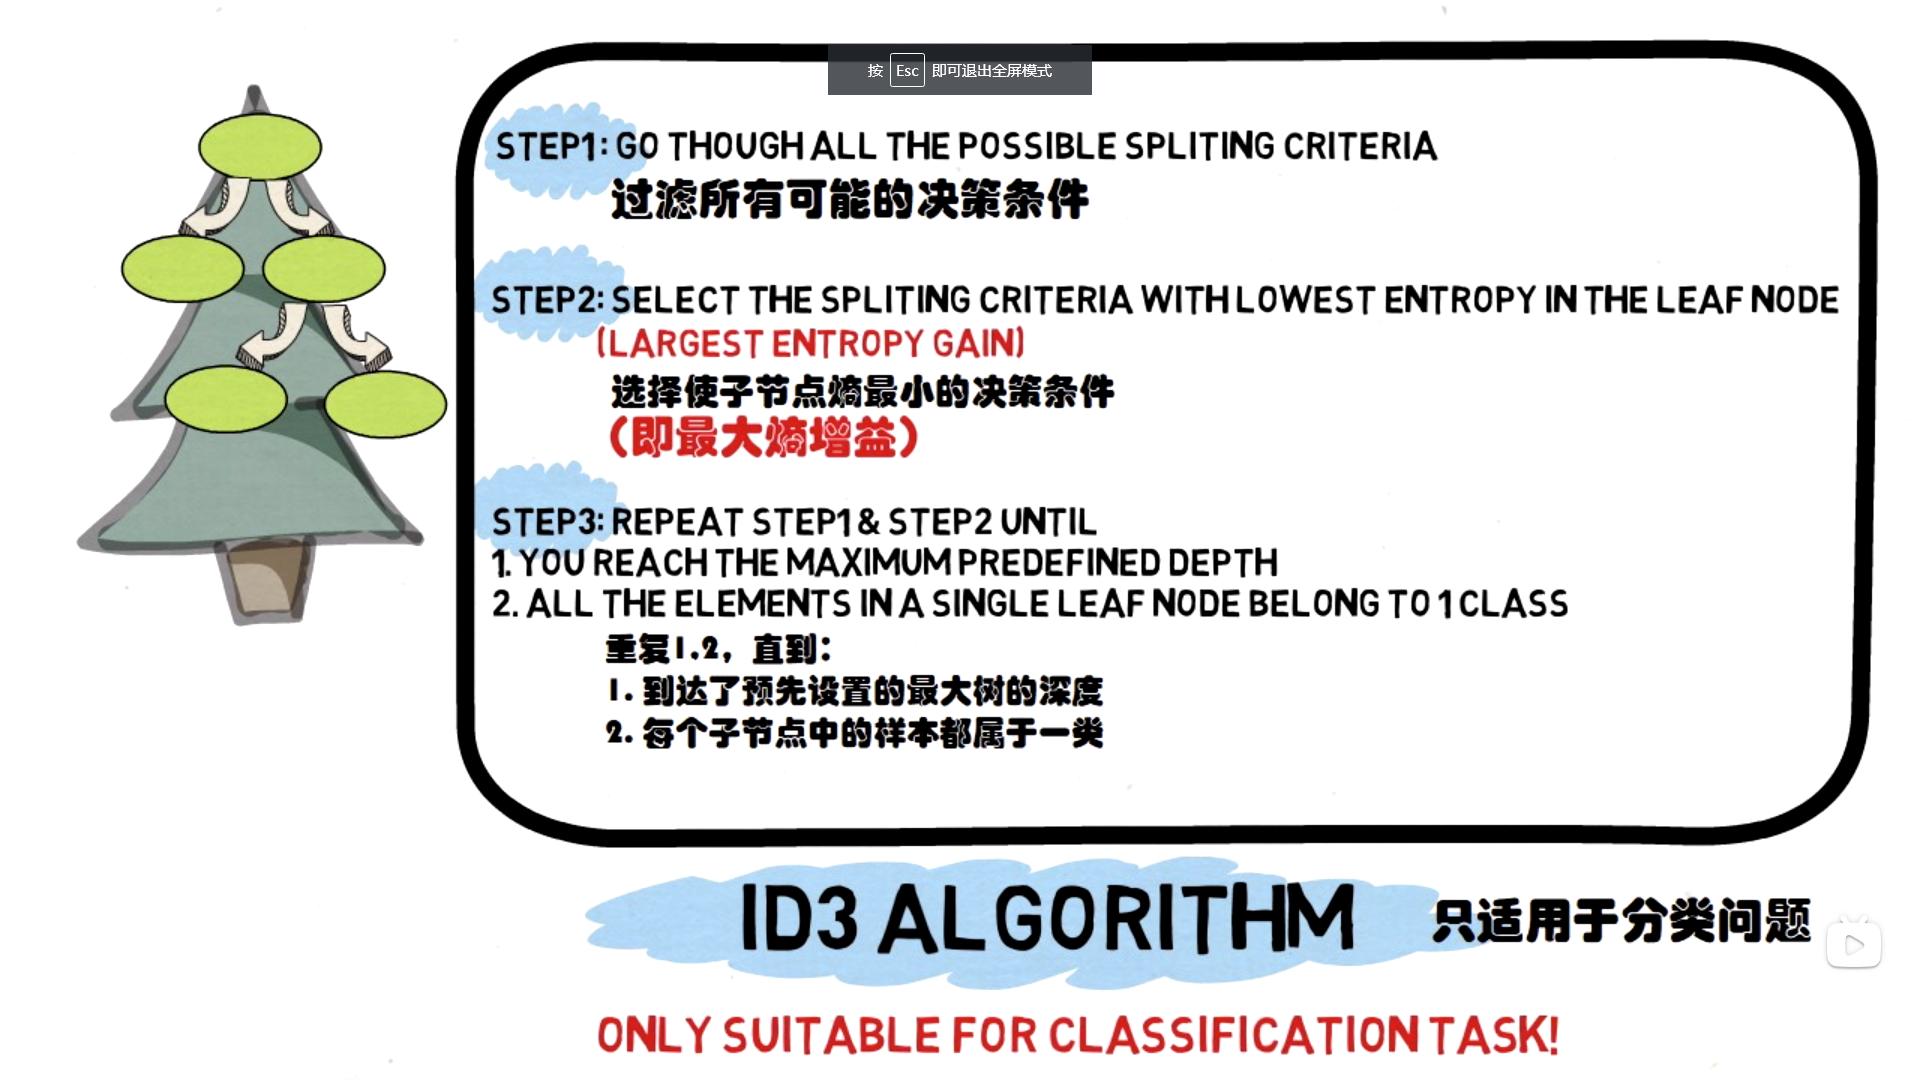 按 Esc 即可退出全屏模式
STEP1: GO THOUGH ALL THE POSSIBLE SPLITING CRITERIA
过滤所有可能的决策条件
STEP2: SELECT THE SPLITING CRITERIA WITH LOWEST ENTROPY IN THE LEAF NODE
(LARGEST ENTROPY GAIN)
选择使子节点熵最小的决策条件
(即最大熵增益)
STEP3: REPEAT STEP1 & STEP2 UNTIL
1. YOU REACH THE MAXIMUM PREDEFINED DEPTH
2. ALL THE ELEMENTS IN A SINGLE LEAF NODE BELONG TO 1 CLASS
重复1.2，直到：
1. 到达了预先设置的最大树的深度
2. 每个子节点中的样本都属于一类
ID3 ALGORITHM 只适用于分类问题
ONLY SUITABLE FOR CLASSIFICATION TASK!